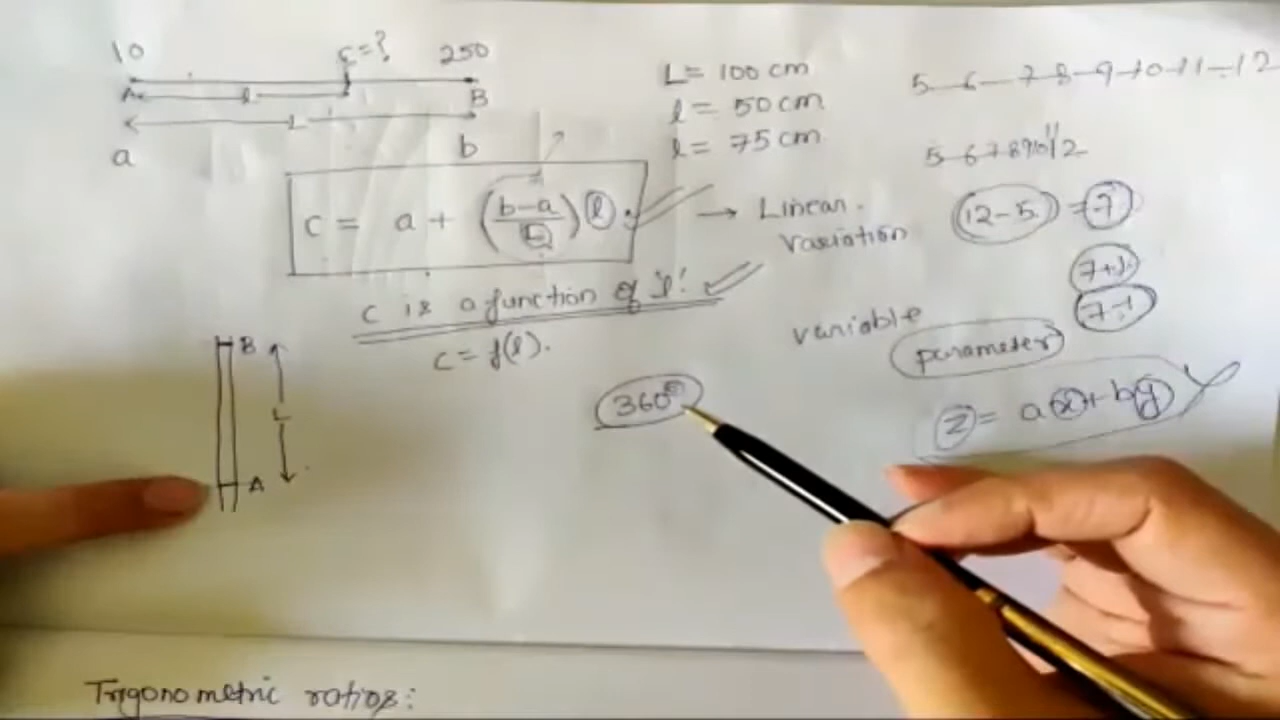 10 c=? 250
A l B
L
a b
c = a + (b-a/L) l.
c is a function of 'l'.
c = f(l).
L = 100 cm
l = 50 cm
l = 75 cm
→ Linear
variation
5-6-7-8-9-10-11-12
5 6 7 8 9 10 11 12
12-5 = 7
7+1
variable
parameter
z = ax + by
B
L
A
360°
Trigonometric ratios: